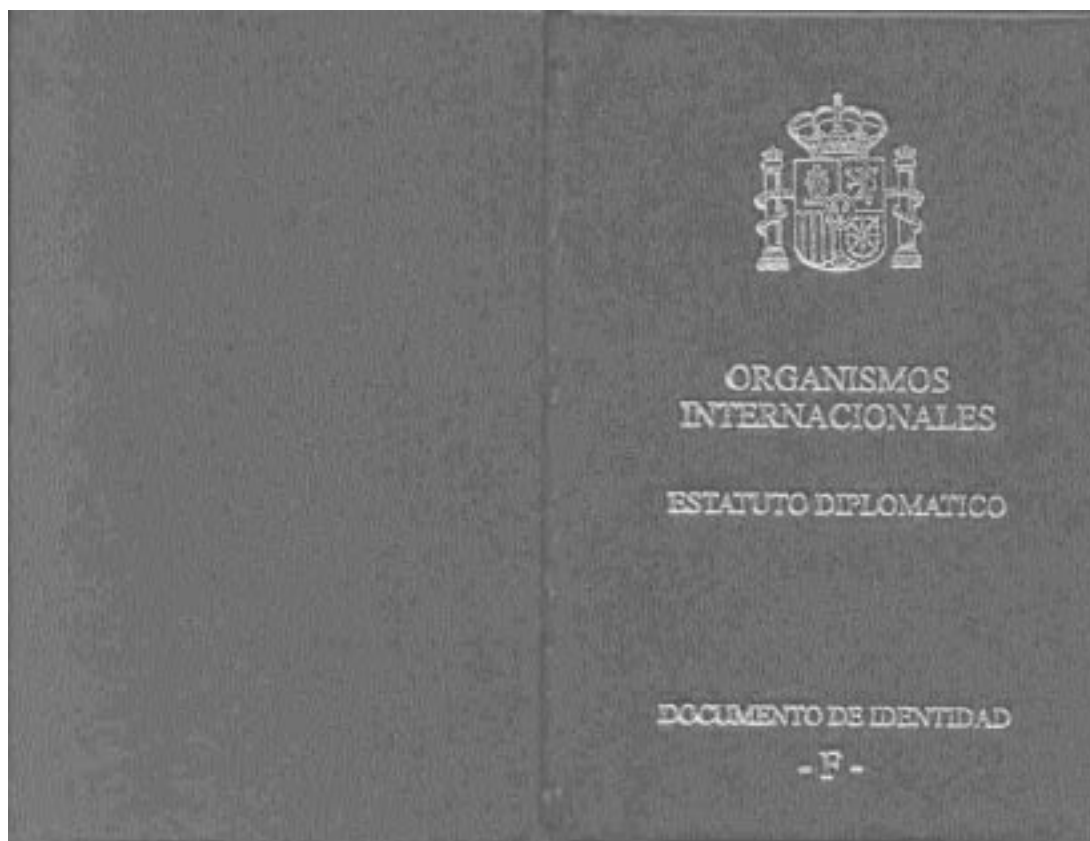 ORGANISMOS
INTERNACIONALES
ESTATUTO DIPLOMATICO
DOCUMENTO DE IDENTIDAD
- F -